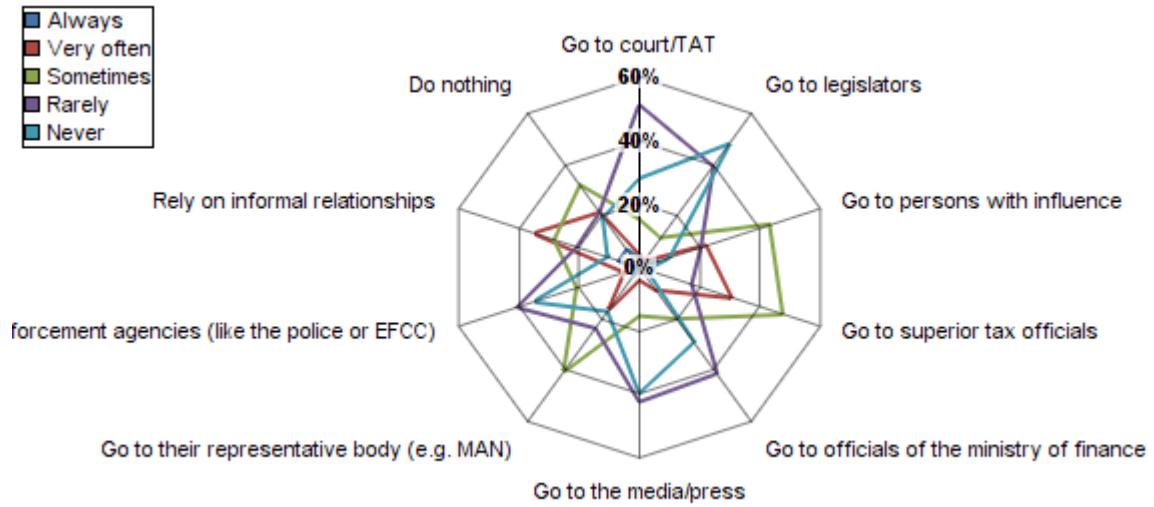 Always
Very often
Sometimes
Rarely
Never
Go to court/TAT
60%
40%
20%
0%
Do nothing
Go to legislators
Rely on informal relationships
Go to persons with influence
forcement agencies (like the police or EFCC)
Go to superior tax officials
Go to their representative body (e.g. MAN)
Go to officials of the ministry of finance
Go to the media/press